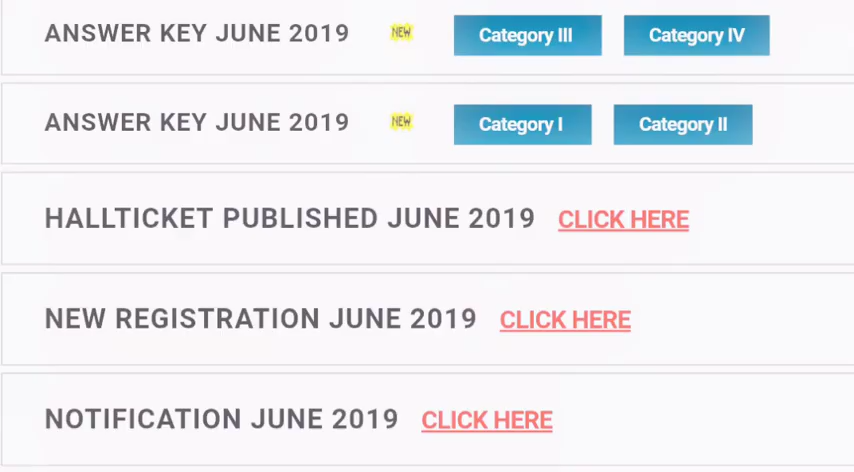 ANSWER KEY JUNE 2019 NEW Category III Category IV
ANSWER KEY JUNE 2019 NEW Category I Category II
HALLTICKET PUBLISHED JUNE 2019 CLICK HERE
NEW REGISTRATION JUNE 2019 CLICK HERE
NOTIFICATION JUNE 2019 CLICK HERE